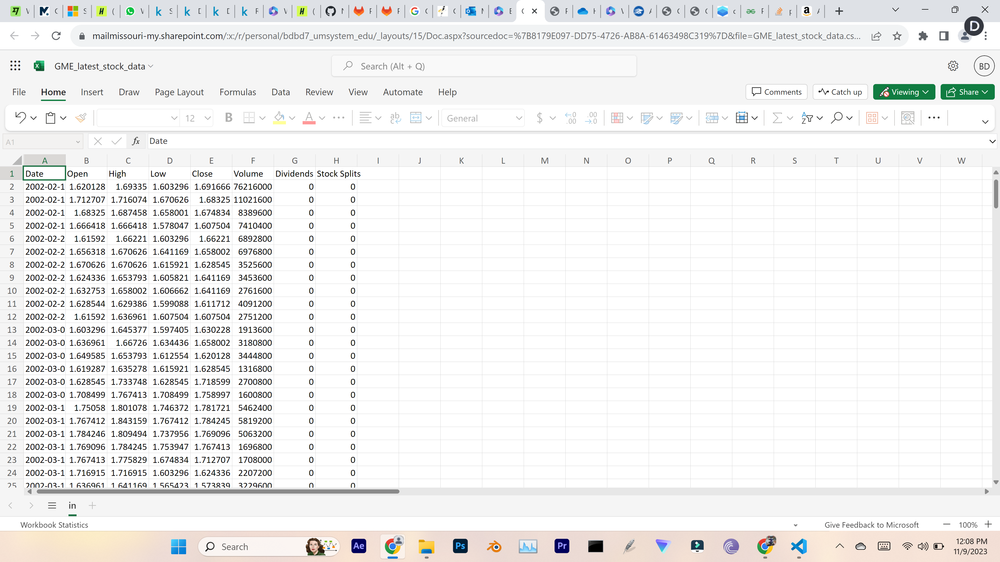 mailmissouri-my.sharepoint.com/:x:/r/personal/bdbd7_umsystem_edu/_layouts/15/Doc.aspx?sourcedoc=%7B8179E097-DD75-4726-AB8A-61463498C319%7D&file=GME_latest_stock_data.cs...
GME_latest_stock_data
Search (Alt + Q)
BD
File Home Insert Draw Page Layout Formulas Data Review View Automate Help
Comments Catch up Viewing Share
12 B General $
A1 fx Date
A B C D E F G H I J K L M N O P Q R S T U V W
1 Date Open High Low Close Volume Dividends Stock Splits
2 2002-02-1 1.620128 1.69335 1.603296 1.691666 76216000 0 0
3 2002-02-1 1.712707 1.716074 1.670626 1.68325 11021600 0 0
4 2002-02-1 1.68325 1.687458 1.658001 1.674834 8389600 0 0
5 2002-02-1 1.666418 1.666418 1.578047 1.607504 7410400 0 0
6 2002-02-2 1.61592 1.66221 1.603296 1.66221 6892800 0 0
7 2002-02-2 1.656318 1.670626 1.641169 1.658002 6976800 0 0
8 2002-02-2 1.670626 1.670626 1.615921 1.628545 3525600 0 0
9 2002-02-2 1.624336 1.653793 1.605821 1.641169 3453600 0 0
10 2002-02-2 1.632753 1.658002 1.606662 1.641169 2761600 0 0
11 2002-02-2 1.628544 1.629386 1.599088 1.611712 4091200 0 0
12 2002-02-2 1.61592 1.636961 1.607504 1.607504 2751200 0 0
13 2002-03-0 1.603296 1.645377 1.597405 1.630228 1913600 0 0
14 2002-03-0 1.636961 1.66726 1.634436 1.658002 3180800 0 0
15 2002-03-0 1.649585 1.653793 1.612554 1.620128 3444800 0 0
16 2002-03-0 1.619287 1.635278 1.615921 1.628545 1316800 0 0
17 2002-03-0 1.628545 1.733748 1.628545 1.718599 2700800 0 0
18 2002-03-0 1.708499 1.767413 1.708499 1.758997 1600800 0 0
19 2002-03-1 1.75058 1.801078 1.746372 1.781721 5462400 0 0
20 2002-03-1 1.767412 1.843159 1.767412 1.784245 5819200 0 0
21 2002-03-1 1.784246 1.809494 1.737956 1.769096 5063200 0 0
22 2002-03-1 1.769096 1.784245 1.753947 1.767413 1696800 0 0
23 2002-03-1 1.767413 1.775829 1.674834 1.712707 1708000 0 0
24 2002-03-1 1.716915 1.716915 1.603296 1.624336 2207200 0 0
25 2002-03-1 1.636961 1.641169 1.565423 1.573839 3229600 0 0
in
Workbook Statistics Give Feedback to Microsoft 100%
Search Ae Ps Pr 12:08 PM
11/9/2023